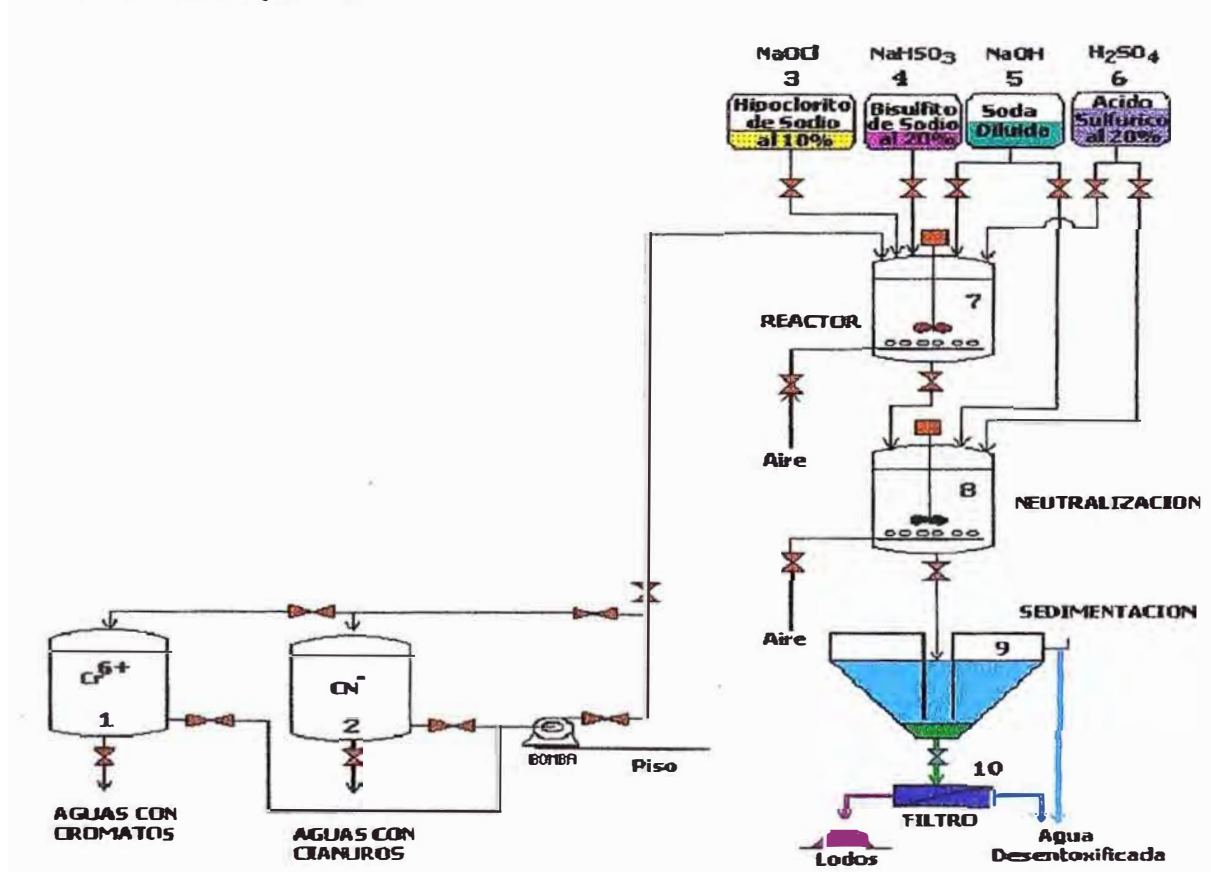 NaOCl
NaHSO3
NaOH
H2SO4
3
4
5
6
Hipoclorito
de Sodio
al 10%
Bisulfito
de Sodio
al 20%
Soda
Diluida
Acido
Sulfurico
al 20%
7
REACTOR
Aire
8
NEUTRALIZACION
Aire
SEDIMENTACION
9
Cr6+
1
CN-
2
BOMBA
Piso
AGUAS CON
CROMATOS
AGUAS CON
CIANUROS
10
FILTRO
Lodos
Agua
Desentoxificada